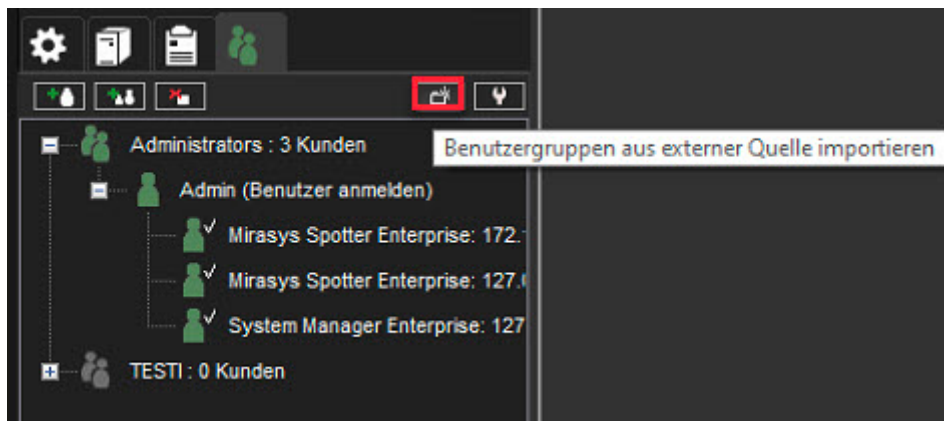 Administrators : 3 Kunden
Benutzergruppen aus externer Quelle importieren
Admin (Benutzer anmelden)
Mirasys Spotter Enterprise: 172.
Mirasys Spotter Enterprise: 127.
System Manager Enterprise: 127
TESTI : 0 Kunden